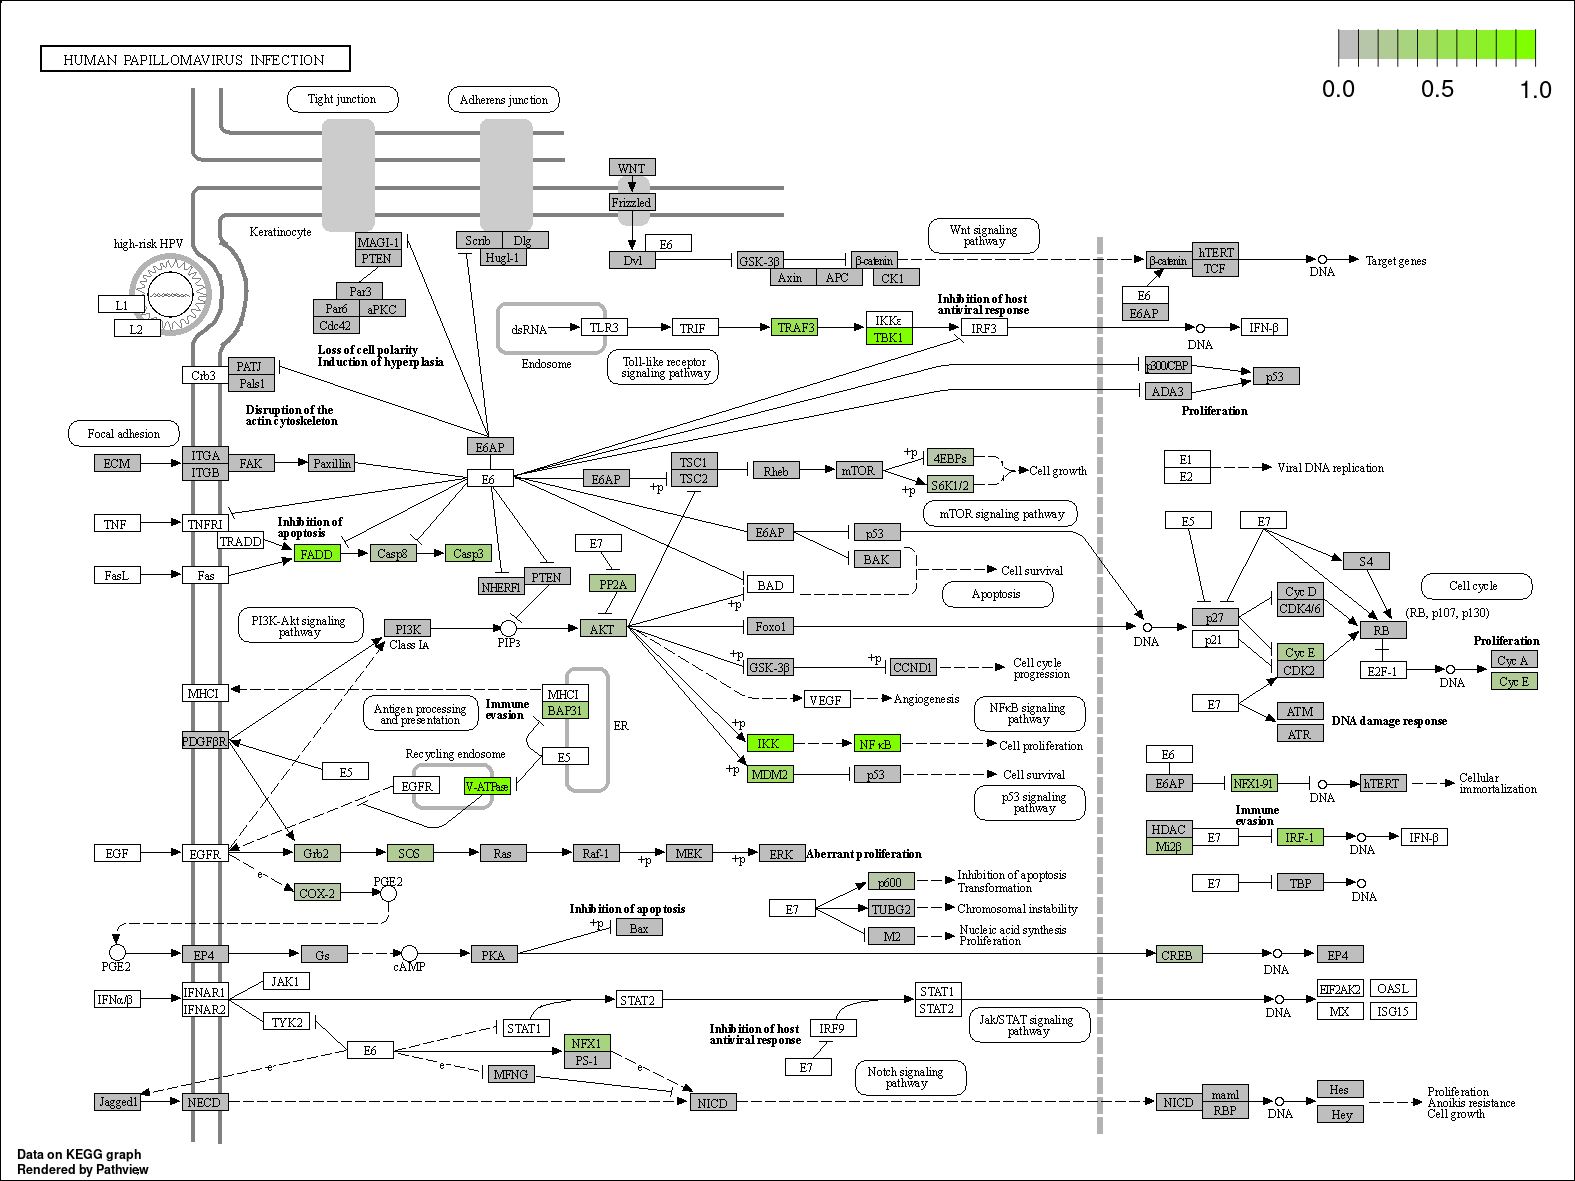 HUMAN PAPILLOMAVIRUS INFECTION
0.0
0.5
1.0
Tight junction
Adherens junction
WNT
Frizzled
high-risk HPV
Keratinocyte
L1
L2
MAGI-1
PTEN
Scrib
Dlg
Hugl-1
Par3
Par6
aPKC
Cdc42
Loss of cell polarity
Induction of hyperplasia
Dvl
E6
GSK-3β
β-catenin
Axin
APC
CK1
Wnt signaling
pathway
β-catenin
hTERT
TCF
DNA
Target genes
E6
E6AP
dsRNA
TLR3
TRIF
TRAF3
IKKε
TBK1
Inhibition of host
antiviral response
IRF3
DNA
IFN-β
Endosome
Toll-like receptor
signaling pathway
Crb3
PATJ
Pals1
Disruption of the
actin cytoskeleton
p300/CBP
p53
ADA3
Proliferation
Focal adhesion
ECM
ITGA
ITGB
FAK
Paxillin
E6AP
E6
E6AP
+p
TSC1
TSC2
Rheb
mTOR
+p
+p
4EBPs
S6K1/2
Cell growth
mTOR signaling pathway
E1
E2
Viral DNA replication
TNF
TNFR1
TRADD
Inhibition of
apoptosis
FADD
Casp8
Casp3
FasL
Fas
NHERF1
PTEN
E7
PP2A
E6AP
p53
BAK
BAD
Cell survival
Apoptosis
E5
E7
S4
Cell cycle
(RB, p107, p130)
PI3K-Akt signaling
pathway
PI3K
Class IA
PIP3
AKT
+p
Foxo1
DNA
p27
p21
Cyc D
CDK4/6
Cyc E
CDK2
RB
E2F-1
DNA
Proliferation
Cyc A
Cyc E
+p
GSK-3β
+p
CCND1
Cell cycle
progression
VEGF
Angiogenesis
E7
ATM
ATR
DNA damage response
MHCI
MHCI
BAP31
Immune
evasion
ER
Antigen processing
and presentation
NFκB signaling
pathway
+p
IKK
NFκB
Cell proliferation
PDGFβR
E5
Recycling endosome
EGFR
V-ATPase
E5
+p
MDM2
p53
Cell survival
p53 signaling
pathway
E6
E6AP
NFX1-91
DNA
hTERT
Cellular
immortalization
Immune
evasion
HDAC
Mi2β
E7
IRF-1
DNA
IFN-β
EGF
EGFR
Grb2
SOS
Ras
Raf-1
+p
MEK
+p
ERK
Aberrant proliferation
e
COX-2
PGE2
E7
p600
TUBG2
M2
Inhibition of apoptosis
Transformation
Chromosomal instability
Nucleic acid synthesis
Proliferation
E7
TBP
DNA
Inhibition of apoptosis
+p
Bax
PGE2
EP4
Gs
cAMP
PKA
CREB
DNA
EP4
IFNα/β
IFNAR1
IFNAR2
JAK1
TYK2
STAT2
STAT1
STAT1
STAT2
DNA
EIF2AK2
OASL
MX
ISG15
Inhibition of host
antiviral response
IRF9
E7
Jak/STAT signaling
pathway
E6
e
e
e
NFX1
PS-1
MFNG
Notch signaling
pathway
Jagged1
NECD
NICD
NICD
maml
RBP
DNA
Hes
Hey
Proliferation
Anoikis resistance
Cell growth
Data on KEGG graph
Rendered by Pathview